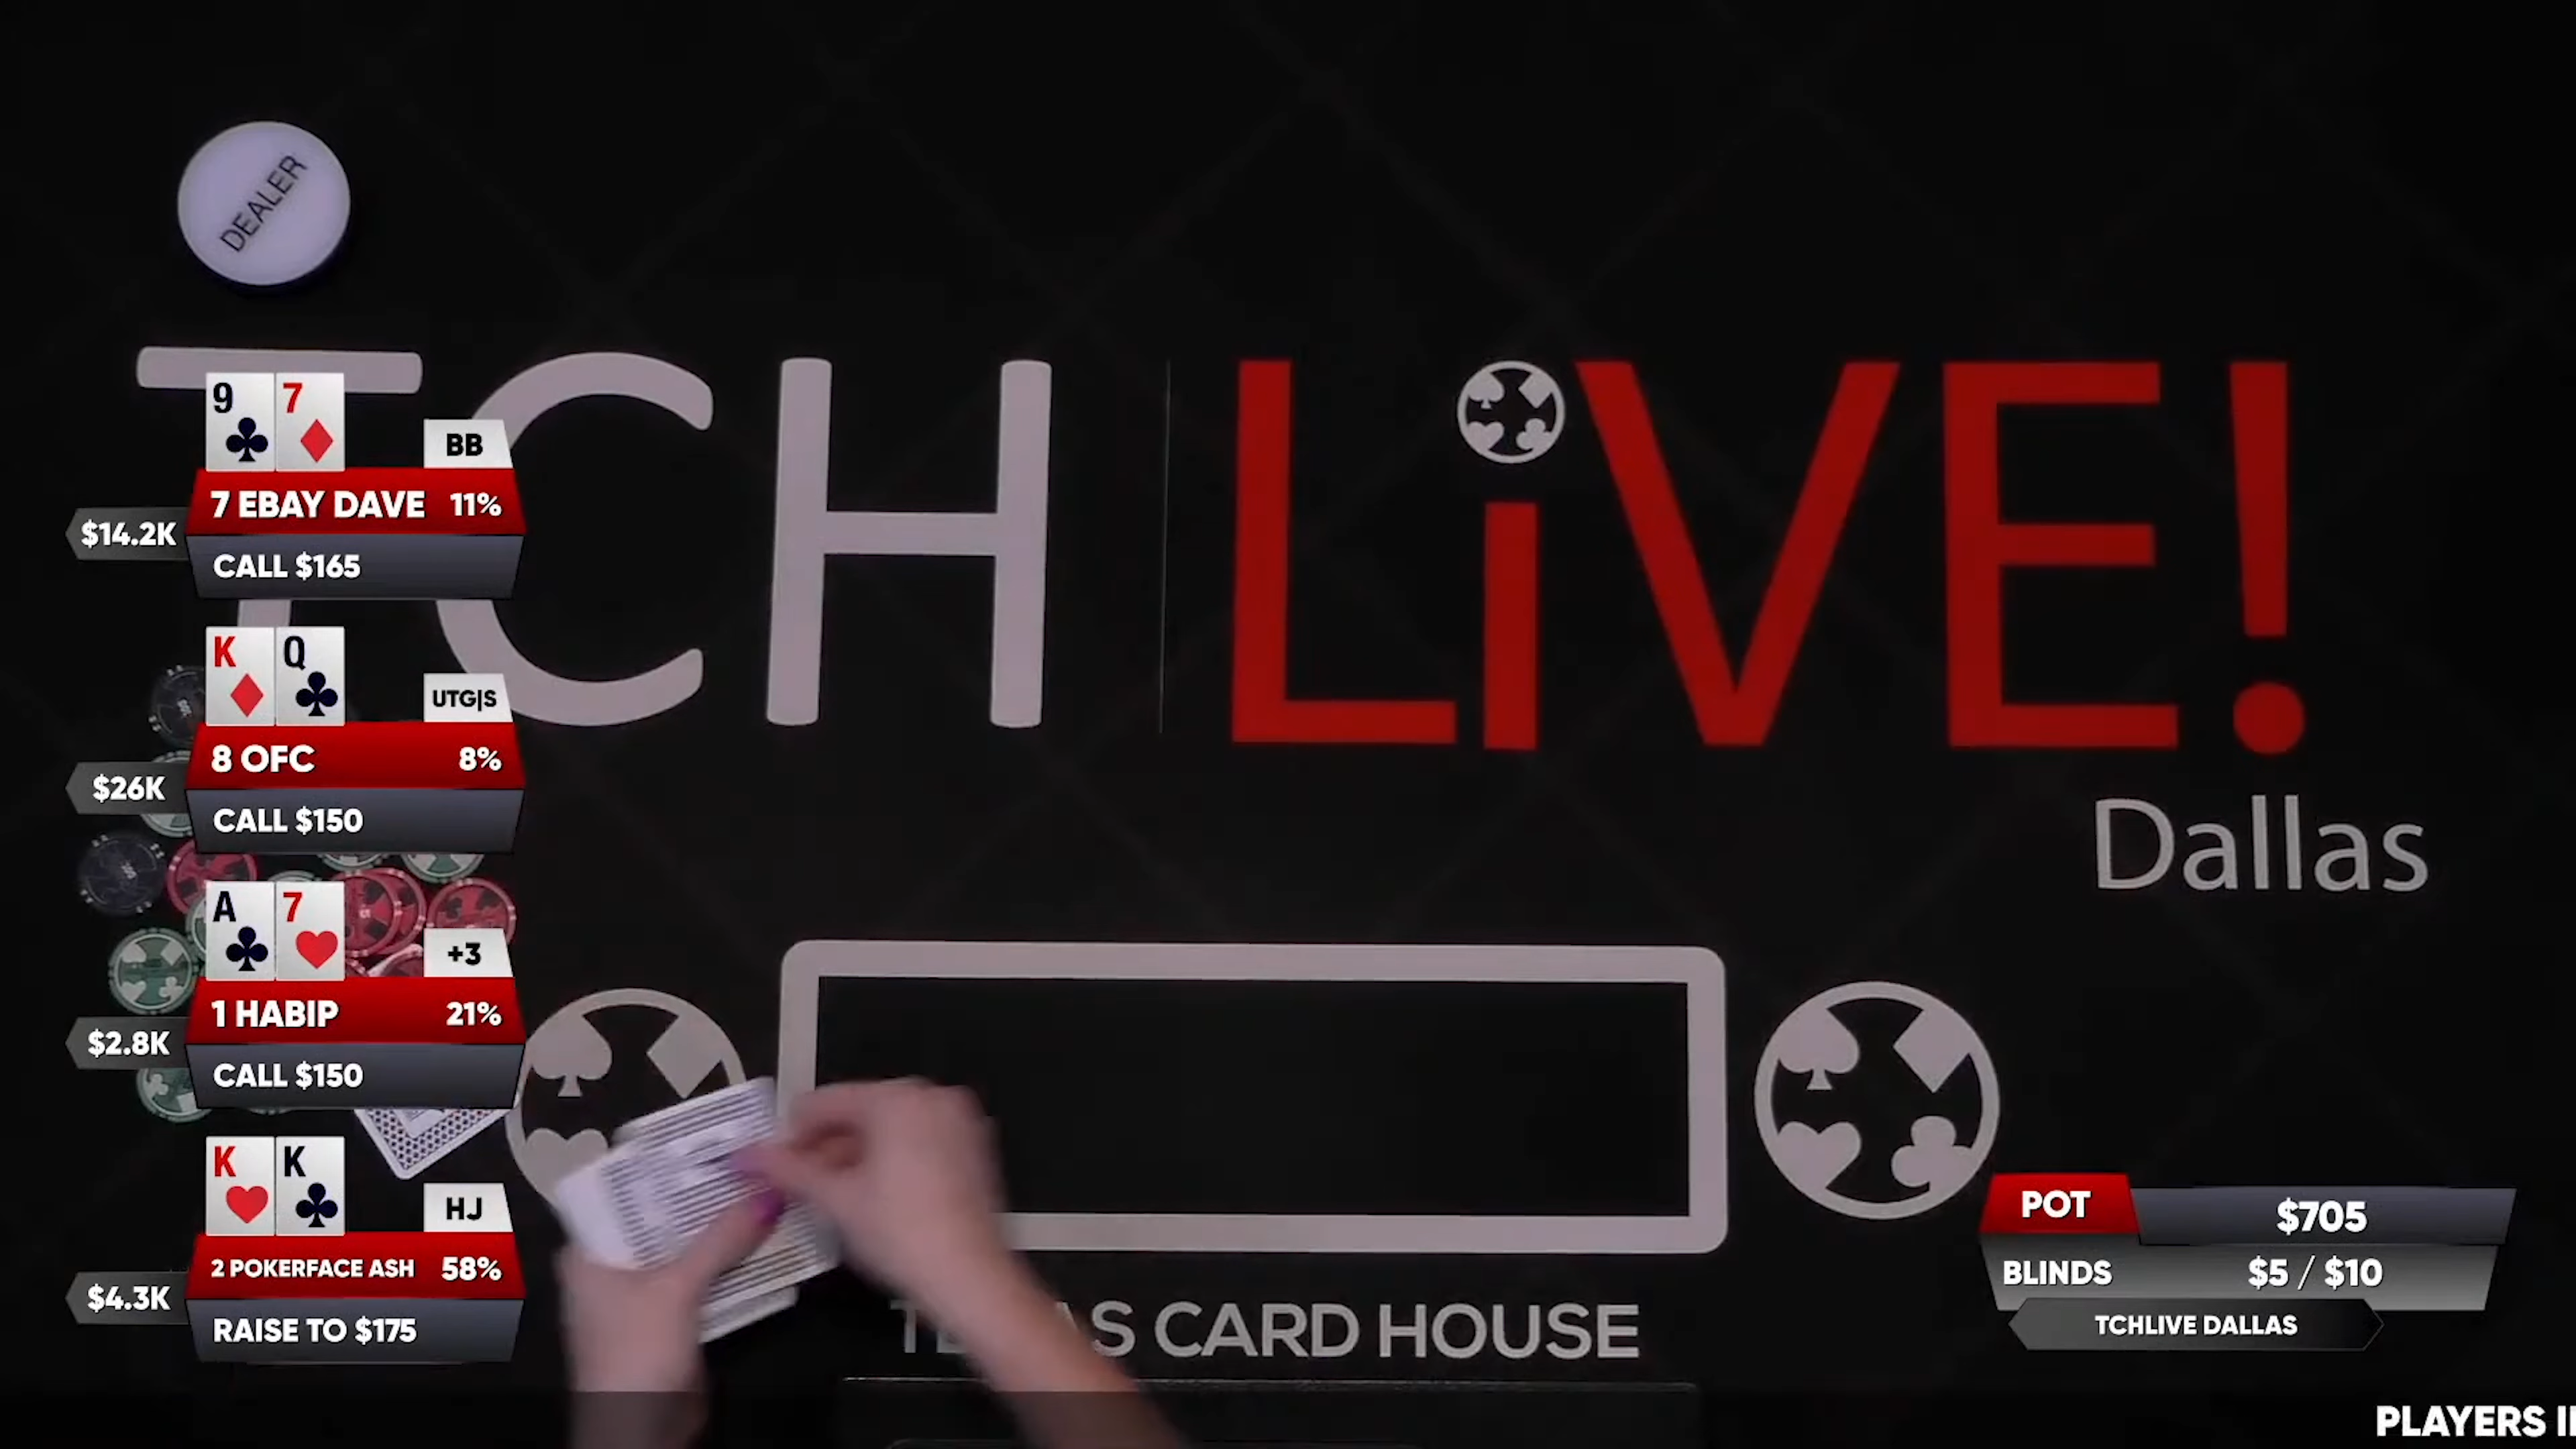 DEALER
TCH LiVE!
Dallas
9 7
BB
7 EBAY DAVE 11%
$14.2K
CALL $165
K Q
UTG|S
8 OFC 8%
$26K
CALL $150
A 7
+3
1 HABIP 21%
$2.8K
CALL $150
K K
HJ
2 POKERFACE ASH 58%
$4.3K
RAISE TO $175
CARD HOUSE
POT $705
BLINDS $5 / $10
TCHLIVE DALLAS
PLAYERS